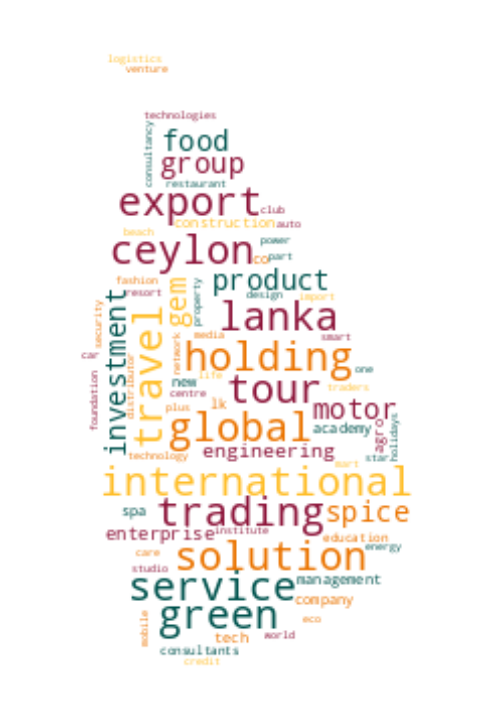 logistics
venture
technologies
consultancy
food
group
restaurant
export
club
construction
auto
beach
power
ceylon
co
part
fashion
resort
gem
property
product
design
import
security
investment
travel
lanka
network
media
smart
car
distributor
holding
one
foundation
new
life
centre
tour
traders
plus
lk
motor
global
academy
agro
holidays
engineering
technology
star
mart
international
spa
trading
spice
enterprise
institute
education
care
solution
energy
studio
service
management
company
green
mobile
eco
tech
world
consultants
credit